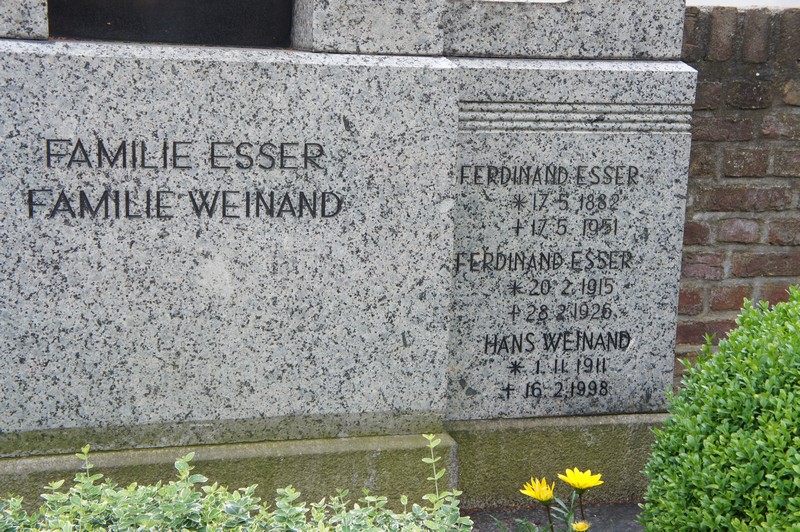 FAMILIE ESSER
FAMILIE WEINAND
FERDINAND ESSER
* 17.5.1882
+ 17.5.1951
FERDINAND ESSER
* 20.2.1915
+ 28.2.1926
HANS WEINAND
* 1.11.1911
+ 16.2.1998